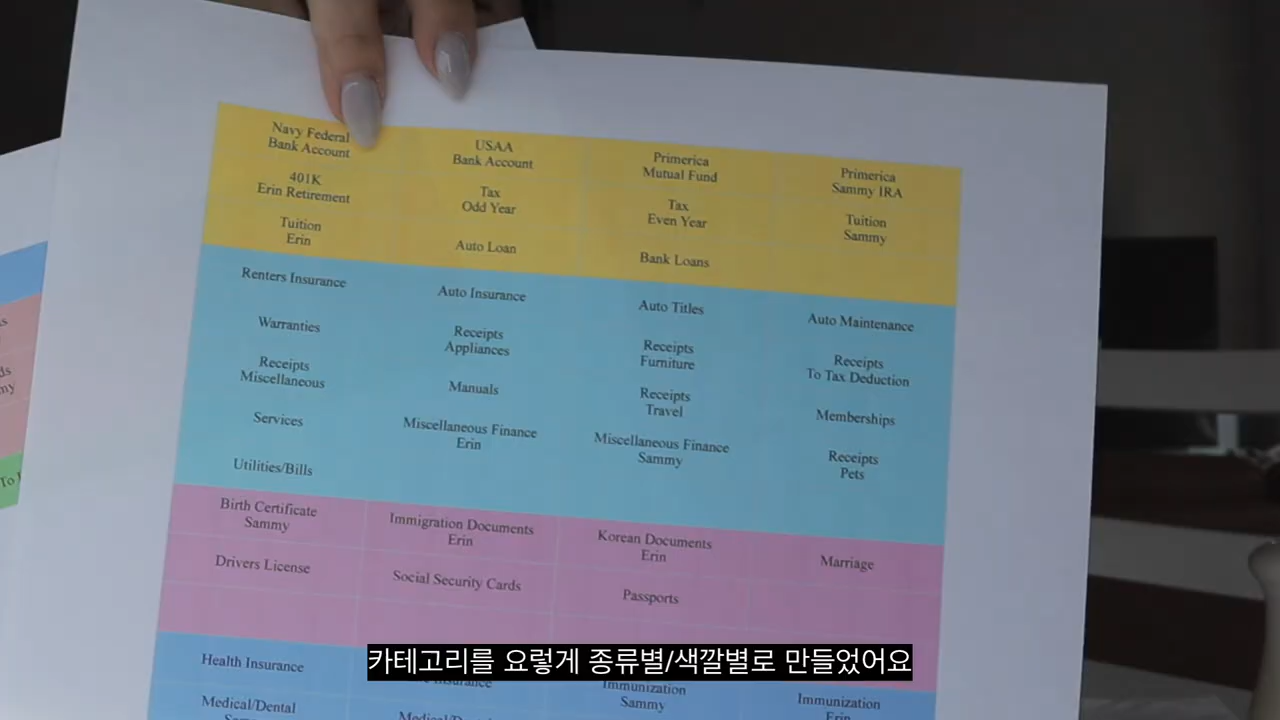 Navy Federal
Bank Account
USAA
Bank Account
Primerica
Mutual Fund
Primerica
Sammy IRA
401K
Erin Retirement
Tax
Odd Year
Tax
Even Year
Tuition
Sammy
Tuition
Erin
Auto Loan
Bank Loans
Renters Insurance
Auto Insurance
Auto Titles
Auto Maintenance
Warranties
Receipts
Appliances
Receipts
Furniture
Receipts
To Tax Deduction
Receipts
Miscellaneous
Manuals
Receipts
Travel
Memberships
Services
Miscellaneous Finance
Erin
Miscellaneous Finance
Sammy
Receipts
Pets
Utilities/Bills
Birth Certificate
Sammy
Immigration Documents
Erin
Korean Documents
Erin
Marriage
Drivers License
Social Security Cards
Passports
Health Insurance
Insurance
Immunization
Sammy
Immunization
Erin
Medical/Dental
To
카테고리를 요렇게 종류별/색깔별로 만들었어요